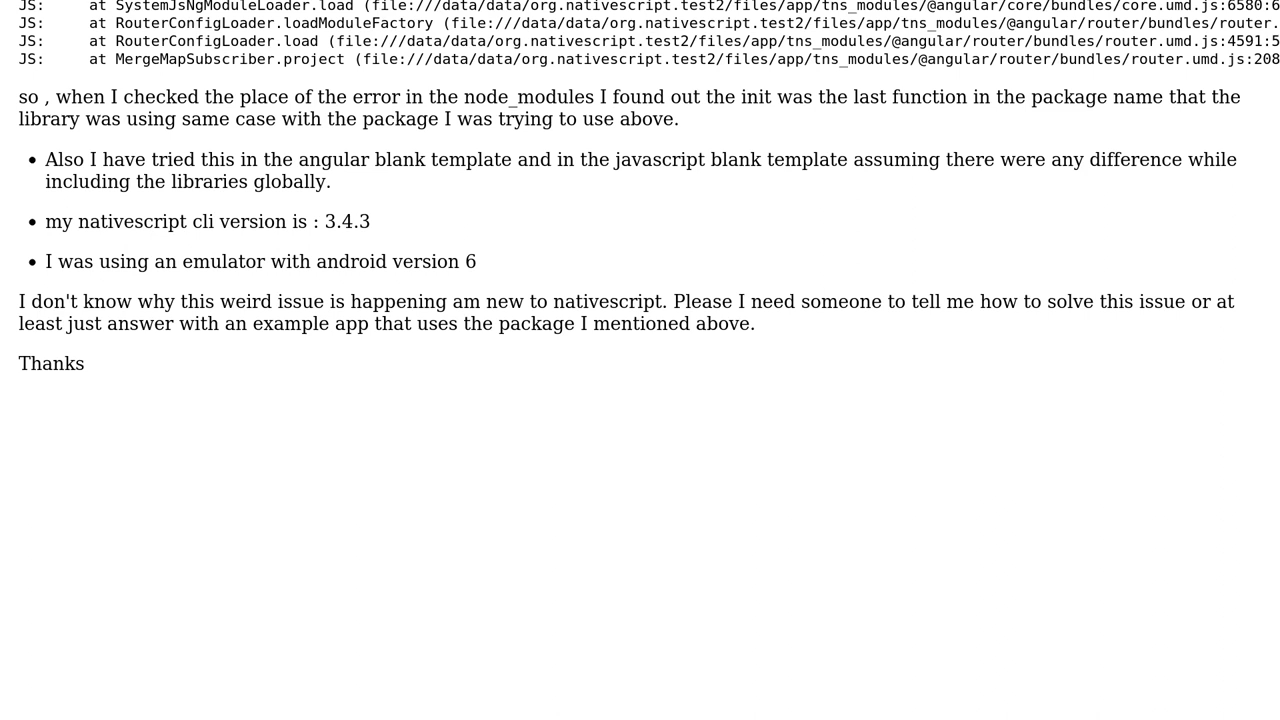 JS:     at SystemJsNgModuleLoader.load (file:///data/data/org.nativescript.test2/files/app/tns_modules/@angular/core/bundles/core.umd.js:6580:6
JS:     at RouterConfigLoader.loadModuleFactory (file:///data/data/org.nativescript.test2/files/app/tns_modules/@angular/router/bundles/router.
JS:     at RouterConfigLoader.load (file:///data/data/org.nativescript.test2/files/app/tns_modules/@angular/router/bundles/router.umd.js:4591:5
JS:     at MergeMapSubscriber.project (file:///data/data/org.nativescript.test2/files/app/tns_modules/@angular/router/bundles/router.umd.js:208
so , when I checked the place of the error in the node_modules I found out the init was the last function in the package name that the
library was using same case with the package I was trying to use above.
• Also I have tried this in the angular blank template and in the javascript blank template assuming there were any difference while
including the libraries globally.
• my nativescript cli version is : 3.4.3
• I was using an emulator with android version 6
I don't know why this weird issue is happening am new to nativescript. Please I need someone to tell me how to solve this issue or at
least just answer with an example app that uses the package I mentioned above.
Thanks